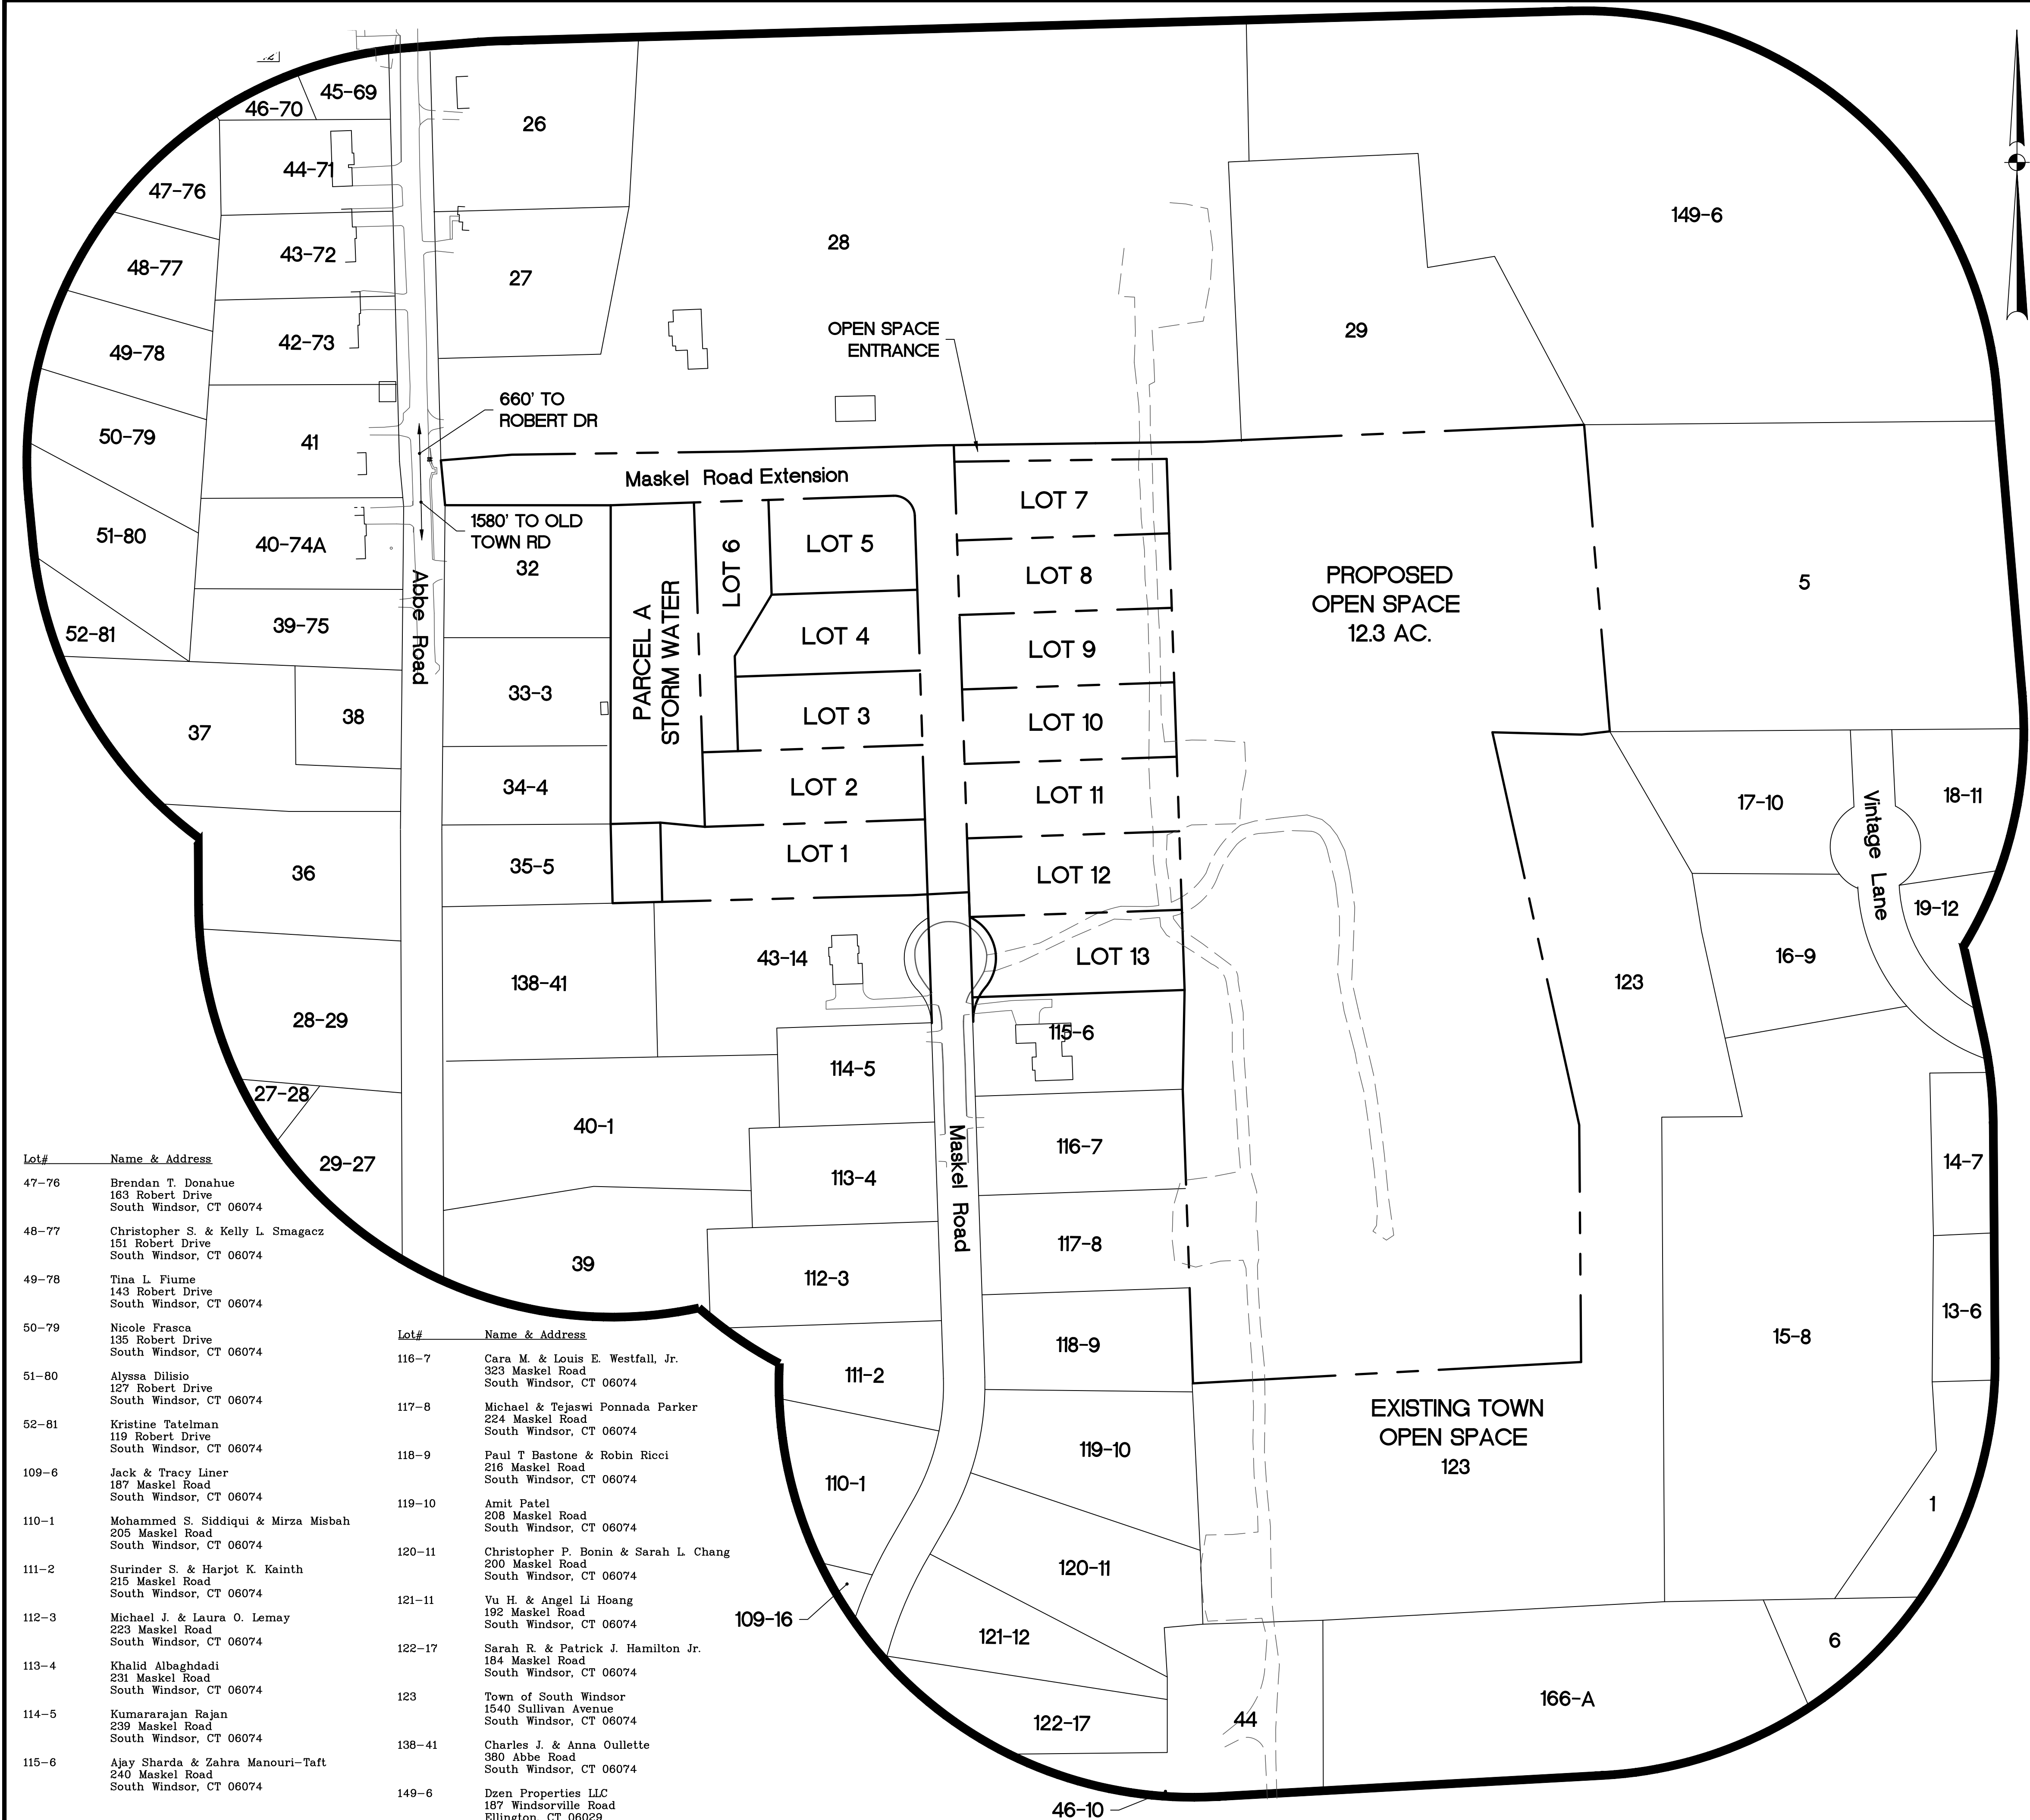 45-69
46-70
26
44-71
47-76
149-6
43-72
28
48-77
27
OPEN SPACE
ENTRANCE
29
42-73
49-78
660' TO
ROBERT DR
50-79
41
Maskel Road Extension
LOT 7
1580' TO OLD
TOWN RD
32
51-80
40-74A
LOT 6
LOT 5
LOT 8
PROPOSED
OPEN SPACE
12.3 AC.
5
Abbe Road
52-81
39-75
PARCEL A
STORM WATER
LOT 4
LOT 9
33-3
37
38
LOT 3
LOT 10
34-4
LOT 2
LOT 11
17-10
18-11
Vintage Lane
36
35-5
LOT 1
LOT 12
19-12
43-14
LOT 13
16-9
138-41
123
28-29
115-6
114-5
27-28
40-1
116-7
Maskel Road
29-27
113-4
14-7
117-8
39
112-3
13-6
118-9
15-8
111-2
EXISTING TOWN
OPEN SPACE
123
119-10
110-1
1
120-11
109-16
121-12
6
166-A
122-17
44
46-10
Lot# Name & Address
47-76 Brendan T. Donahue
163 Robert Drive
South Windsor, CT 06074
48-77 Christopher S. & Kelly L. Smagacz
151 Robert Drive
South Windsor, CT 06074
49-78 Tina L. Fiume
143 Robert Drive
South Windsor, CT 06074
50-79 Nicole Frasca
135 Robert Drive
South Windsor, CT 06074
51-80 Alyssa Dilisio
127 Robert Drive
South Windsor, CT 06074
52-81 Kristine Tatelman
119 Robert Drive
South Windsor, CT 06074
109-6 Jack & Tracy Liner
187 Maskel Road
South Windsor, CT 06074
110-1 Mohammed S. Siddiqui & Mirza Misbah
205 Maskel Road
South Windsor, CT 06074
111-2 Surinder S. & Harjot K. Kainth
215 Maskel Road
South Windsor, CT 06074
112-3 Michael J. & Laura O. Lemay
223 Maskel Road
South Windsor, CT 06074
113-4 Khalid Albaghdadi
231 Maskel Road
South Windsor, CT 06074
114-5 Kumararajan Rajan
239 Maskel Road
South Windsor, CT 06074
115-6 Ajay Sharda & Zahra Manouri-Taft
240 Maskel Road
South Windsor, CT 06074
Lot# Name & Address
116-7 Cara M. & Louis E. Westfall, Jr.
323 Maskel Road
South Windsor, CT 06074
117-8 Michael & Tejaswi Ponnada Parker
224 Maskel Road
South Windsor, CT 06074
118-9 Paul T Bastone & Robin Ricci
216 Maskel Road
South Windsor, CT 06074
119-10 Amit Patel
208 Maskel Road
South Windsor, CT 06074
120-11 Christopher P. Bonin & Sarah L. Chang
200 Maskel Road
South Windsor, CT 06074
121-11 Vu H. & Angel Li Hoang
192 Maskel Road
South Windsor, CT 06074
122-17 Sarah R. & Patrick J. Hamilton Jr.
184 Maskel Road
South Windsor, CT 06074
123 Town of South Windsor
1540 Sullivan Avenue
South Windsor, CT 06074
138-41 Charles J. & Anna Oullette
380 Abbe Road
South Windsor, CT 06074
149-6 Dzen Properties LLC
187 Windsorville Road
Ellington, CT 06029